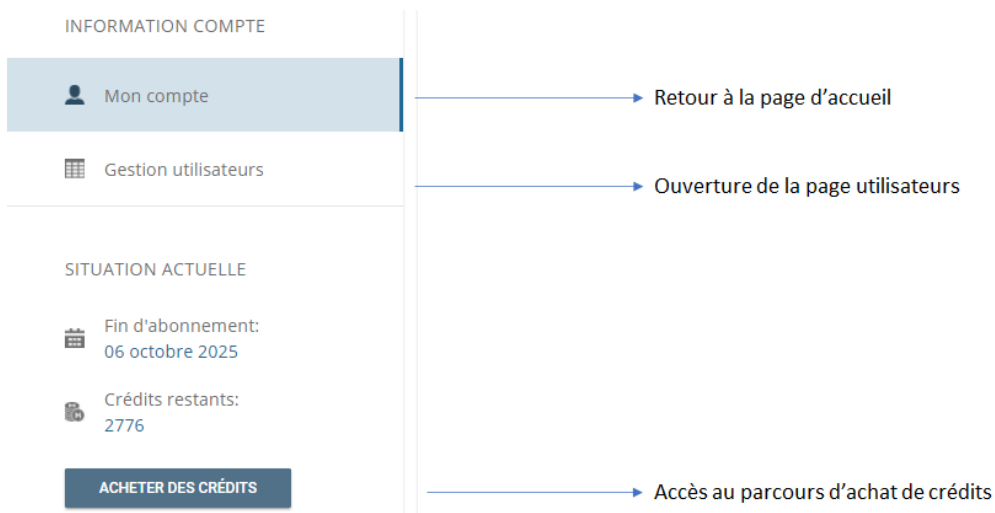 INFORMATION COMPTE
Mon compte
Retour à la page d’accueil
Gestion utilisateurs
Ouverture de la page utilisateurs
SITUATION ACTUELLE
Fin d'abonnement:
06 octobre 2025
Crédits restants:
2776
ACHETER DES CRÉDITS
Accès au parcours d’achat de crédits